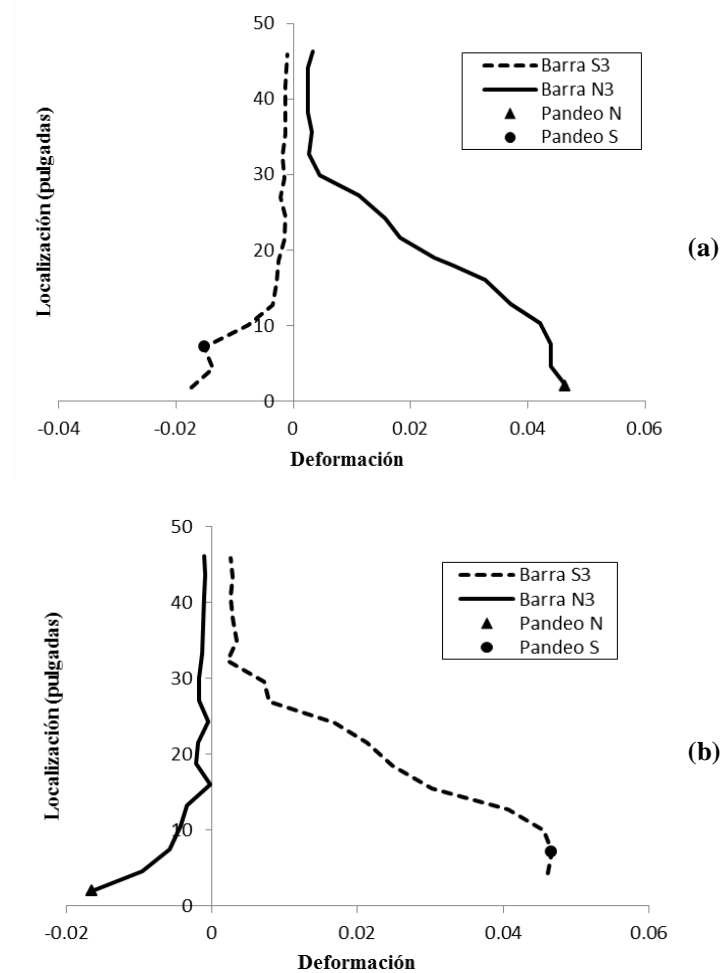 50
40
30
20
10
0
Localización (pulgadas)
Barra S3
Barra N3
Pandeo N
Pandeo S
(a)
-0.04 -0.02 0 0.02 0.04 0.06
Deformación
50
40
30
20
10
0
Localización (pulgadas)
Barra S3
Barra N3
Pandeo N
Pandeo S
(b)
-0.02 0 0.02 0.04 0.06
Deformación